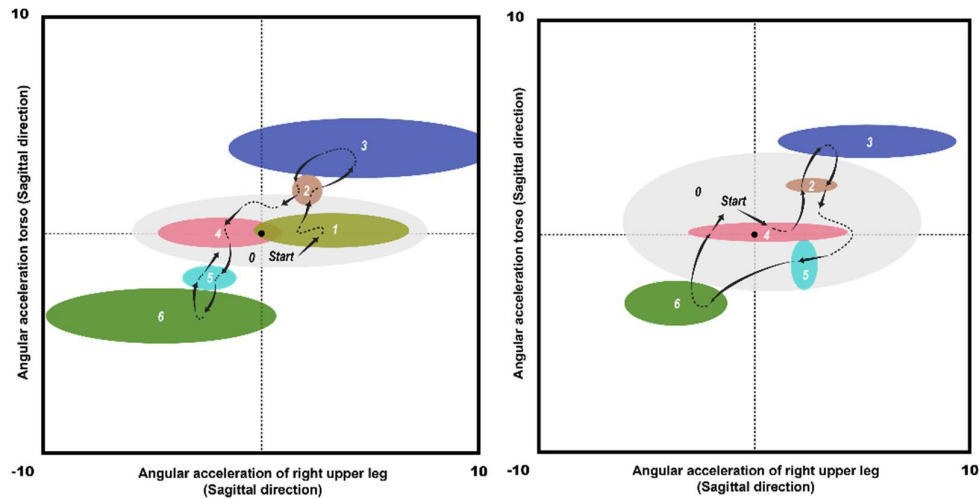 10
Angular acceleration torso (Sagittal direction)
3
2
4
1
0
Start
5
6
-10
Angular acceleration of right upper leg
(Sagittal direction)
10
10
Angular acceleration torso (Sagittal direction)
3
2
0
Start
4
5
6
-10
Angular acceleration of right upper leg
(Sagittal direction)
10